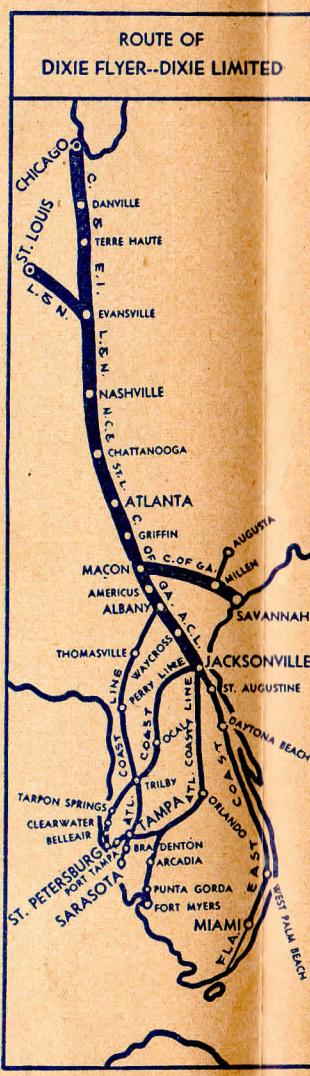 ROUTE OF
DIXIE FLYER--DIXIE LIMITED
CHICAGO
C. & E.I.
DANVILLE
TERRE HAUTE
ST. LOUIS
L. & N.
EVANSVILLE
L. & N.
NASHVILLE
N.C. & ST. L.
CHATTANOOGA
ATLANTA
GRIFFIN
C. OF GA.
AUGUSTA
MACON
C. OF GA.
MILLEN
AMERICUS
ALBANY
SAVANNAH
A.C.L.
THOMASVILLE
WAYCROSS
JACKSONVILLE
PERRY
LINE
ST. AUGUSTINE
COAST LINE
COAST
ATL. COAST LINE
OCALA
DAYTONA BEACH
TRILBY
ATL.
TARPON SPRINGS
ORLANDO
CLEARWATER
BELLEAIR
TAMPA
ST. PETERSBURG
PORT TAMPA
BRADENTON
SARASOTA
ARCADIA
FLA. EAST COAST
PUNTA GORDA
FORT MYERS
WEST PALM BEACH
MIAMI